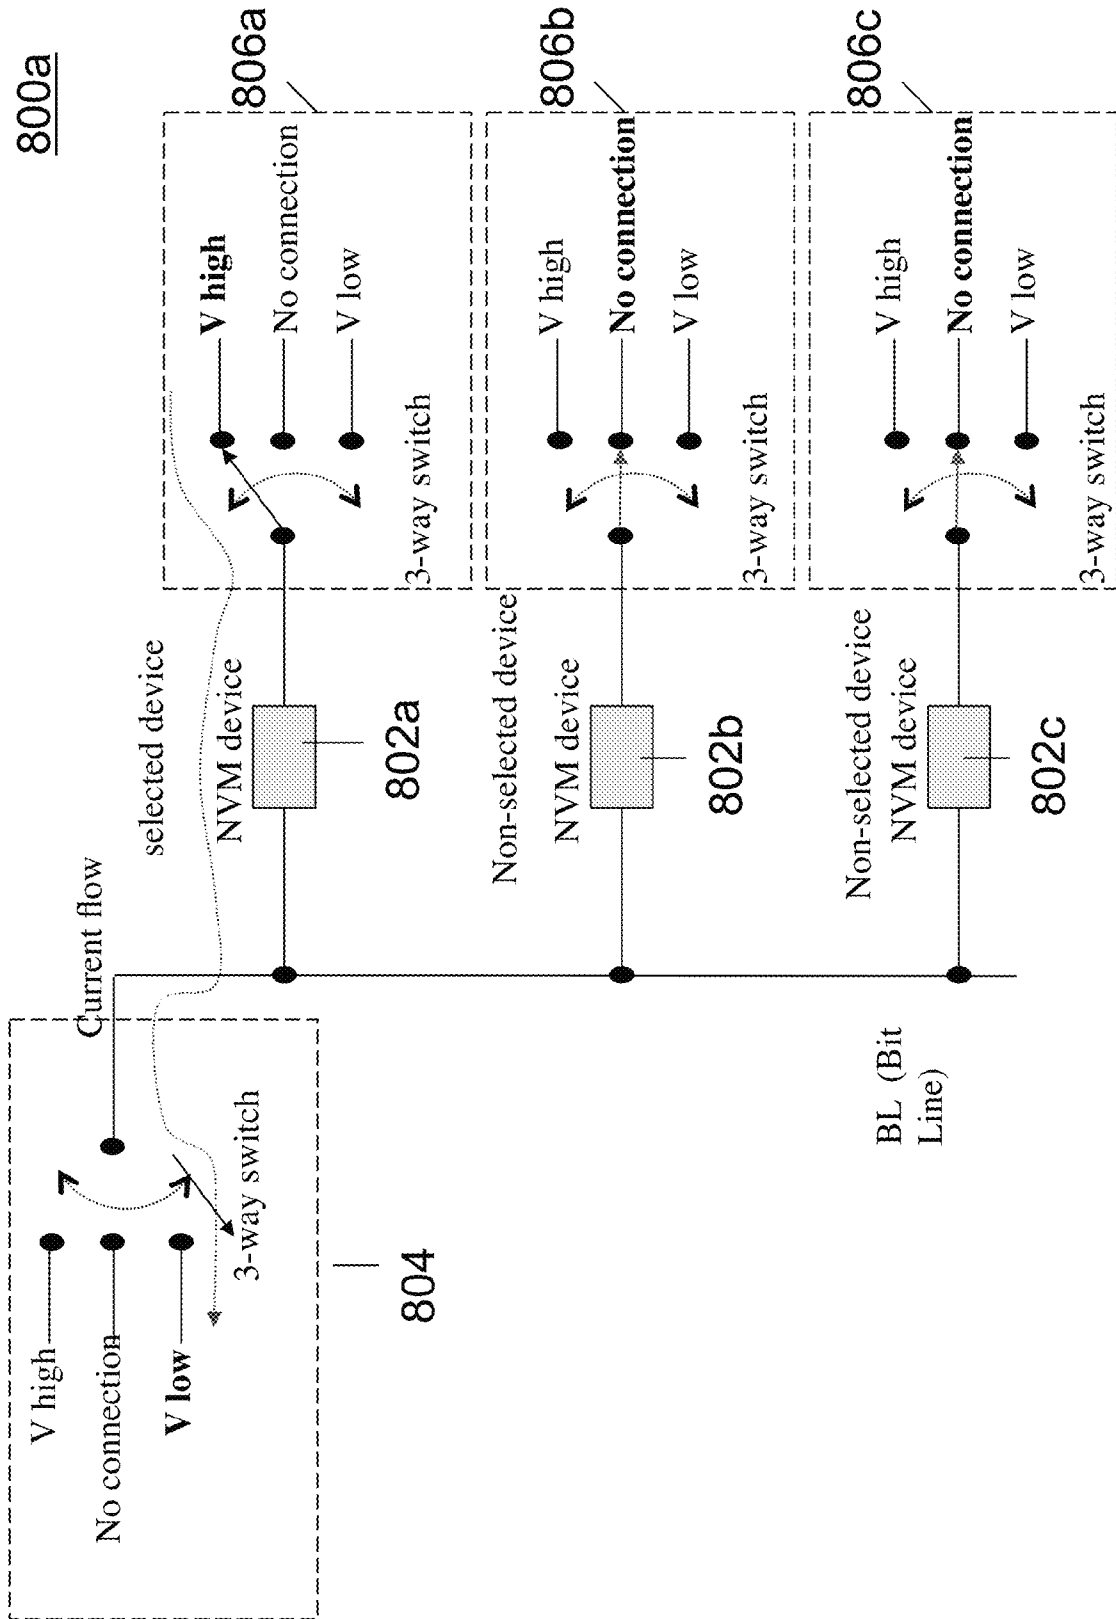 800a
806a
806b
806c
V high
No connection
V low
3-way switch
V high
No connection
V low
3-way switch
V high
No connection
V low
3-way switch
selected device
NVM device
802a
Non-selected device
NVM device
802b
Non-selected device
NVM device
802c
Current flow
BL (Bit
Line)
V high
No connection
V low
3-way switch
804